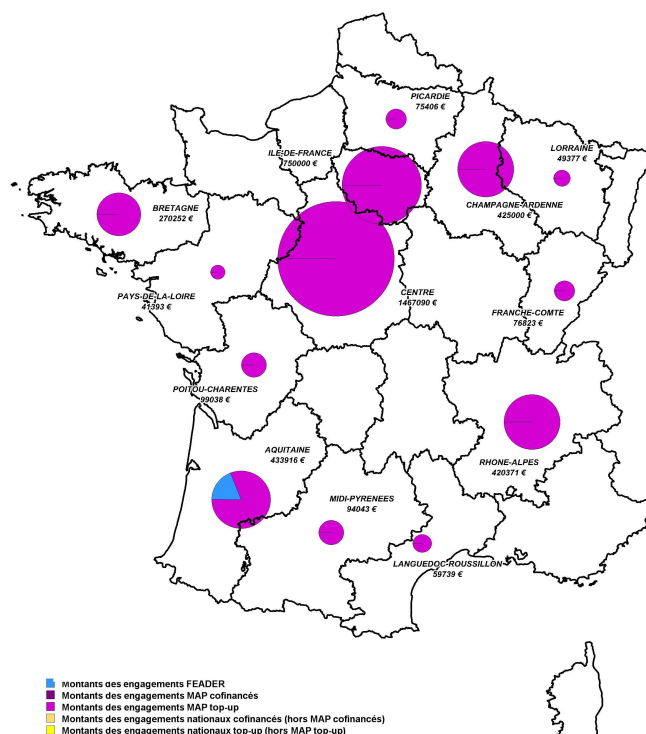 PICARDIE
75406 €
ILE-DE-FRANCE
750000 €
LORRAINE
49377 €
CHAMPAGNE-ARDENNE
425000 €
BRETAGNE
270252 €
PAYS-DE-LA-LOIRE
41393 €
CENTRE
1467090 €
FRANCHE-COMTE
76823 €
POITOU-CHARENTES
99038 €
AQUITAINE
433916 €
RHONE-ALPES
420371 €
MIDI-PYRENEES
94043 €
LANGUEDOC-ROUSSILLON
59739 €
Montants des engagements FEADER
Montants des engagements MAP cofinancés
Montants des engagements MAP top-up
Montants des engagements nationaux cofinancés (hors MAP cofinancés)
Montants des engagements nationaux top-up (hors MAP top-up)